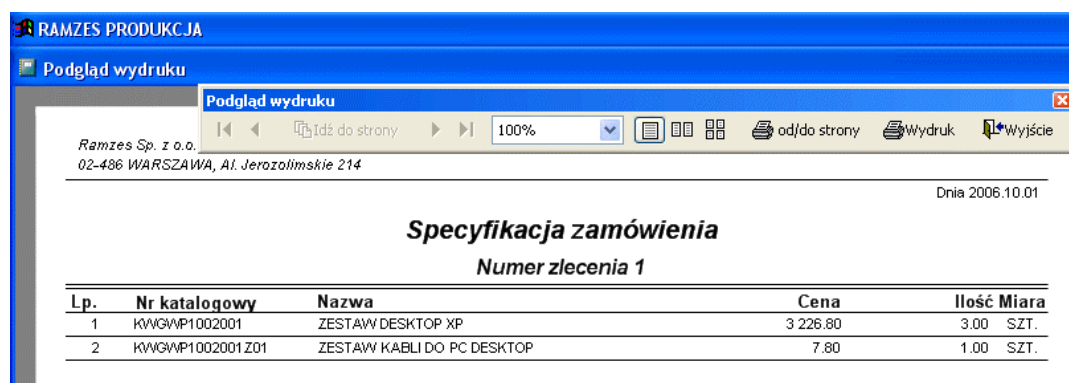 RAMZES PRODUKCJA
Podgląd wydruku
Podgląd wydruku
Idź do strony 100% od/do strony Wydruk Wyjście
Ramzes Sp. z o.o.
02-486 WARSZAWA, Al. Jerozolimskie 214
Dnia 2006.10.01
Specyfikacja zamówienia
Numer zlecenia 1
Lp. Nr katalogowy Nazwa Cena Ilość Miara
1 KWGWP1002001 ZESTAW DESKTOP XP 3 226.80 3.00 SZT.
2 KWGWP1002001Z01 ZESTAW KABLI DO PC DESKTOP 7.80 1.00 SZT.